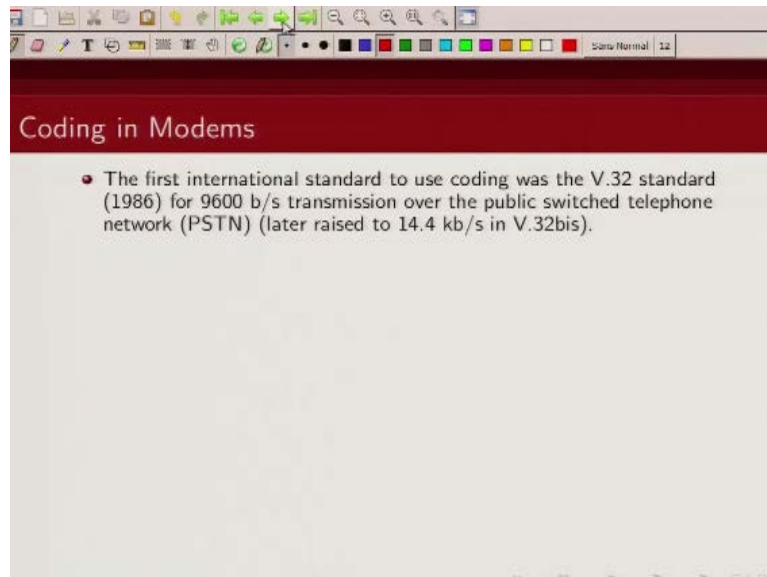 T
Sans Normal 12
Coding in Modems
The first international standard to use coding was the V.32 standard
(1986) for 9600 b/s transmission over the public switched telephone
network (PSTN) (later raised to 14.4 kb/s in V.32bis).